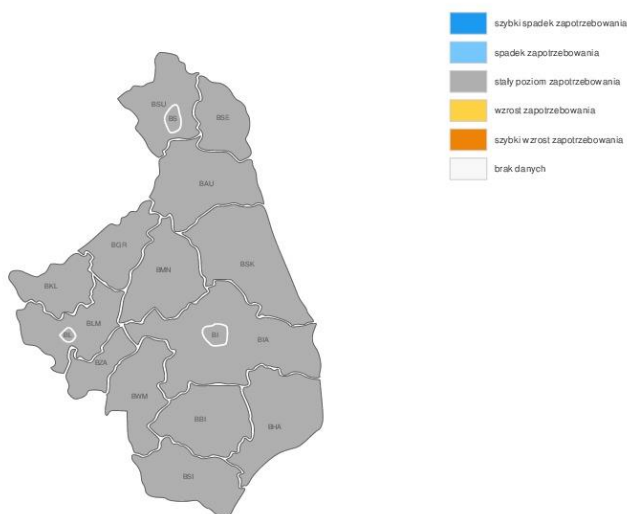 szybki spadek zapotrzebowania
spadek zapotrzebowania
stały poziom zapotrzebowania
wzrost zapotrzebowania
szybki wzrost zapotrzebowania
brak danych
BSU
BS
BSE
BAU
BGR
BMN
BSK
BKL
BLM
BL
BI
BIA
BZA
BWM
BBI
BHA
BSI